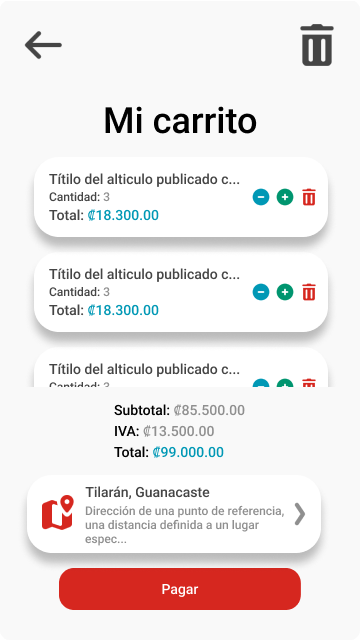 Mi carrito
Títilo del alticulo publicado c...
Cantidad: 3
Total: ₡18.300.00
Títilo del alticulo publicado c...
Cantidad: 3
Total: ₡18.300.00
Títilo del alticulo publicado c...
Cantidad: 3
Subtotal: ₡85.500.00
IVA: ₡13.500.00
Total: ₡99.000.00
Tilarán, Guanacaste
Dirección de una punto de referencia,
una distancia definida a un lugar
espec...
Pagar